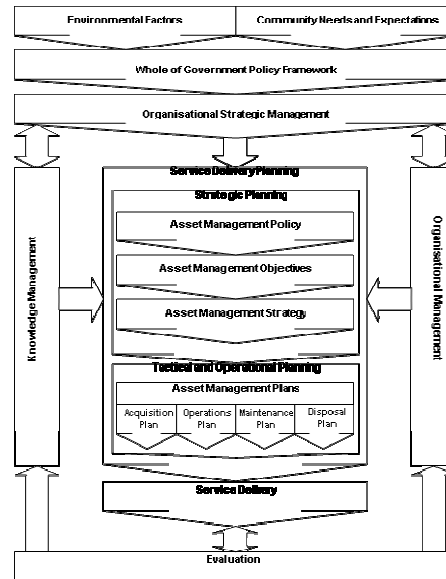 Environmental Factors
Community Needs and Expectations
Whole of Government Policy Framework
Organisational Strategic Management
Service Delivery Planning
Strategic Planning
Asset Management Policy
Asset Management Objectives
Asset Management Strategy
Knowledge Management
Organisational Management
Tactical and Operational Planning
Asset Management Plans
Acquisition
Plan
Operations
Plan
Maintenance
Plan
Disposal
Plan
Service Delivery
Evaluation